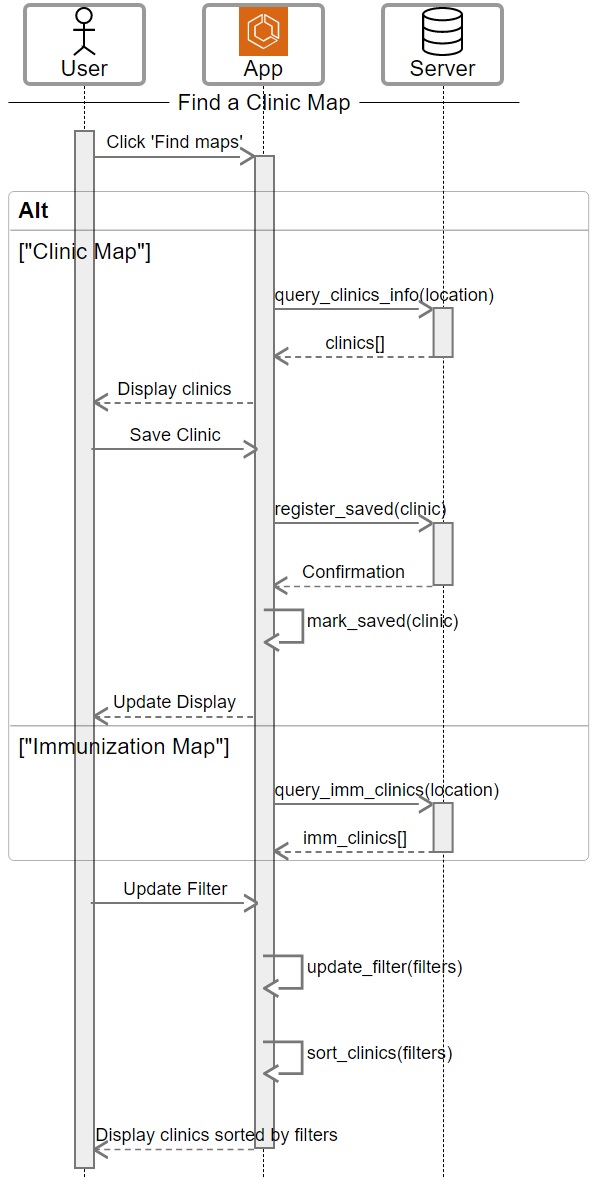 User
App
Server
Find a Clinic Map
Click 'Find maps'
Alt
["Clinic Map"]
query_clinics_info(location)
clinics[]
Display clinics
Save Clinic
register_saved(clinic)
Confirmation
mark_saved(clinic)
Update Display
["Immunization Map"]
query_imm_clinics(location)
imm_clinics[]
Update Filter
update_filter(filters)
sort_clinics(filters)
Display clinics sorted by filters